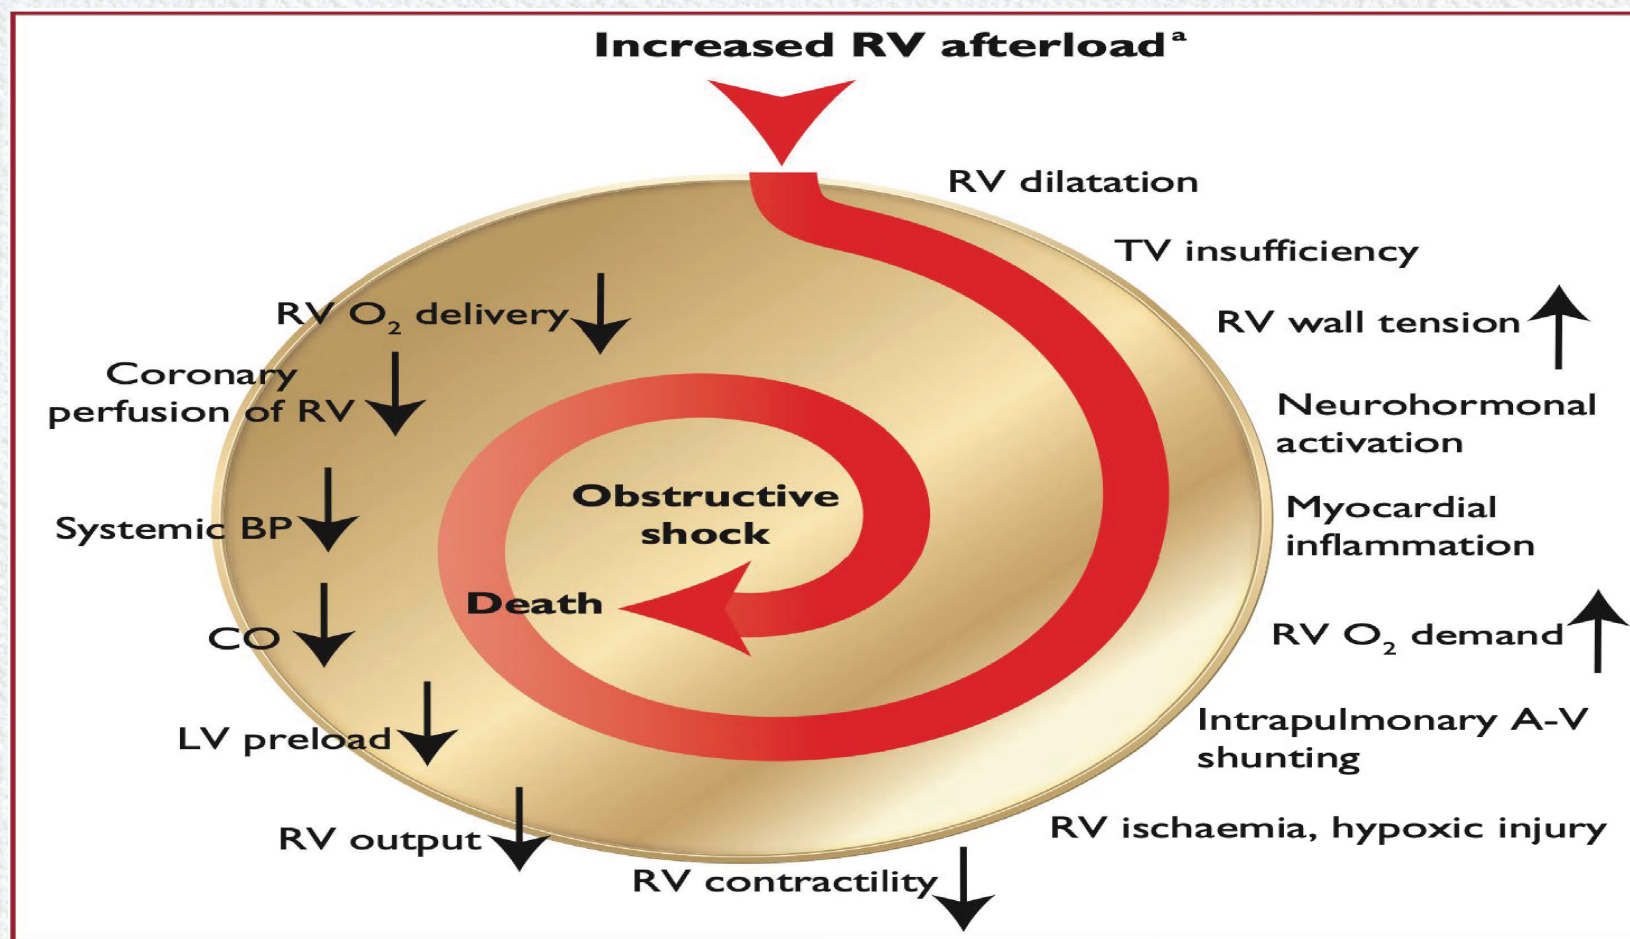 Increased RV afterload a
RV dilatation
TV insufficiency
RV wall tension
Neurohormonal
activation
Myocardial
inflammation
RV O2 demand
Intrapulmonary A-V
shunting
RV ischaemia, hypoxic injury
RV contractility
RV output
LV preload
CO
Systemic BP
Coronary
perfusion of RV
RV O2 delivery
Obstructive
shock
Death